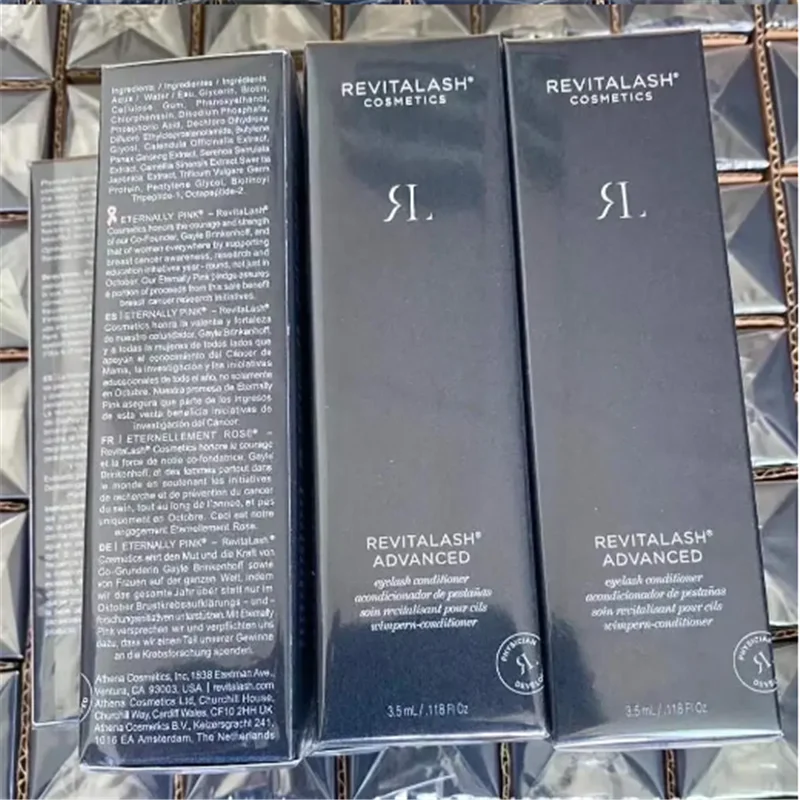 Ingredients / Ingredientes / Ingrédients
Aqua / Water / Eau, Glycerin, Biotin,
Cellulose Gum, Phenoxyethanol,
Chlorphenesin, Disodium Phosphate,
Phosphoric Acid, Dechloro Dihydroxy
Difluoro Ethylcloprostenolamide, Butylene
Glycol, Calendula Officinalis Extract,
Panax Ginseng Extract, Serenoa Serrulata
Extract, Camellia Sinensis Extract, Swertia
Japonica Extract, Triticum Vulgare Germ
Protein, Pentylene Glycol, Biotinoyl
Tripeptide-1, Octapeptide-2.
ETERNALLY PINK® – RevitaLash®
Cosmetics honors the courage and strength
of our Co-Founder, Gayle Brinkenhoff, and
that of women everywhere by supporting
breast cancer awareness, research and
education initiatives year - round, not just in
October. Our Eternally Pink pledge assures
a portion of proceeds from this sale benefit
breast cancer research initiatives.
ES | ETERNALLY PINK® – RevitaLash®
Cosmetics honra la valentia y fortaleza
de nuestro cofundador, Gayle Brinkenhoff,
y a todas la mujeres de todos lados que
apoyan el conocimiento del Cáncer de
Mama, la investigación y las iniciativas
educacionales de todo el año, no solamente
en Octubre. Nuestra promesa de Eternally
Pink asegura que parte de los ingresos
de esta venta beneficia iniciativas de
investigación del Cáncer.
FR | ETERNELLEMENT ROSE® –
RevitaLash® Cosmetics honore le courage
et la force de notre co-fondatrice, Gayle
Brinkenhoff, et des femmes partout dans
le monde en soutenant les initiatives
de recherche et de prévention du cancer
du sein, tout au long de l'année, et pas
uniquement en Octobre. Ceci est notre
engagement Eternellement Rose.
DE | ETERNALLY PINK® – RevitaLash®
Cosmetics ehrt den Mut und die Kraft von
Co-Grunderin Gayle Brinkenhoff sowie
von Frauen auf der ganzen Welt, indem
wir das gesamte Jahr über statt nur im
Oktober Brustkrebsaufklärungs – und –
forschungsinitiativen unterstützen. Mit Eternally
Pink versprechen wir und verpflichten uns
dazu, dass wir einen Teil unserer Gewinne
an die Krebsforschung spenden.
Athena Cosmetics, Inc, 1838 Eastman Ave.,
Ventura, CA 93003, USA | revitalash.com
Athena Cosmetics Ltd, Churchill House,
Churchill Way, Cardiff Wales, CF10 2HH UK
Athena Cosmetics B.V., Keizersgracht 241,
1016 EA Amsterdam, The Netherlands
REVITALASH®
COSMETICS
RL
REVITALASH®
ADVANCED
eyelash conditioner
acondicionador de pestañas
soin revitalisant pour cils
wimpern-conditioner
PHYSICIAN
RL
3.5 mL / .118 Fl Oz
REVITALASH®
COSMETICS
RL
REVITALASH®
ADVANCED
eyelash conditioner
acondicionador de pestañas
soin revitalisant pour cils
wimpern-conditioner
PHYSICIAN
RL
3.5 mL / .118 Fl Oz